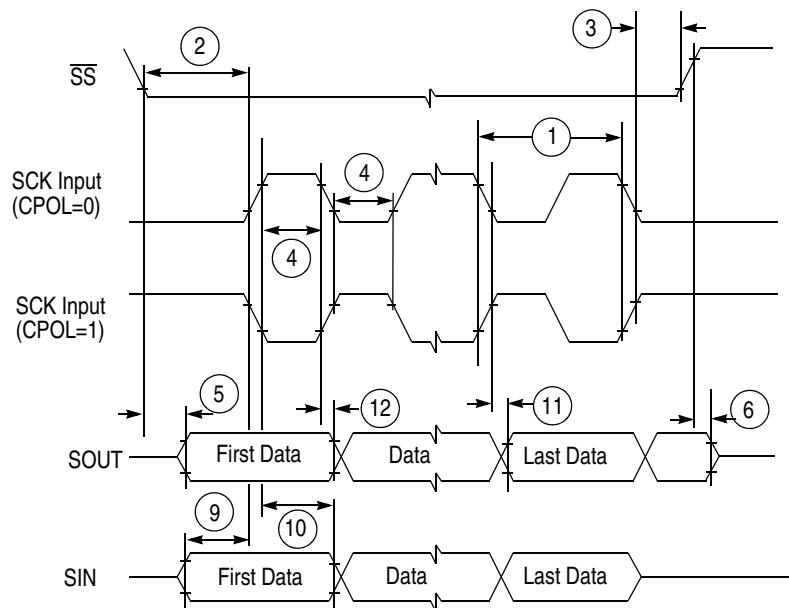 2
3
SS
1
SCK Input
(CPOL=0)
4
4
SCK Input
(CPOL=1)
5
12
11
6
SOUT
First Data
Data
Last Data
9
10
SIN
First Data
Data
Last Data